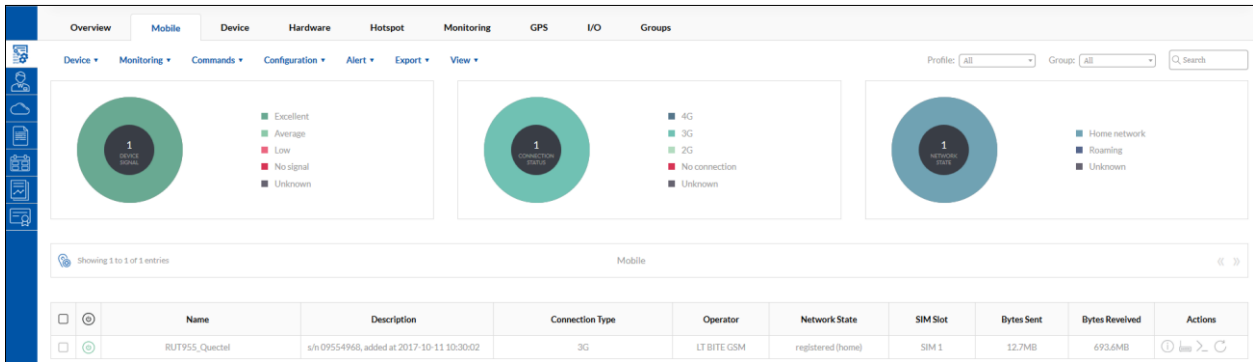 Overview Mobile Device Hardware Hotspot Monitoring GPS I/O Groups
Device Monitoring Commands Configuration Alert Export View Profile: All Group: All Search
1
DEVICE
SIGNAL
Excellent
Average
Low
No signal
Unknown
1
CONNECTION
STATUS
4G
3G
2G
No connection
Unknown
1
NETWORK
STATE
Home network
Roaming
Unknown
Showing 1 to 1 of 1 entries Mobile
Name Description Connection Type Operator Network State SIM Slot Bytes Sent Bytes Reveived Actions
RUT955_Quectel s/n 09554968, added at 2017-10-11 10:30:02 3G LT BITE GSM registered (home) SIM 1 12.7MB 693.6MB